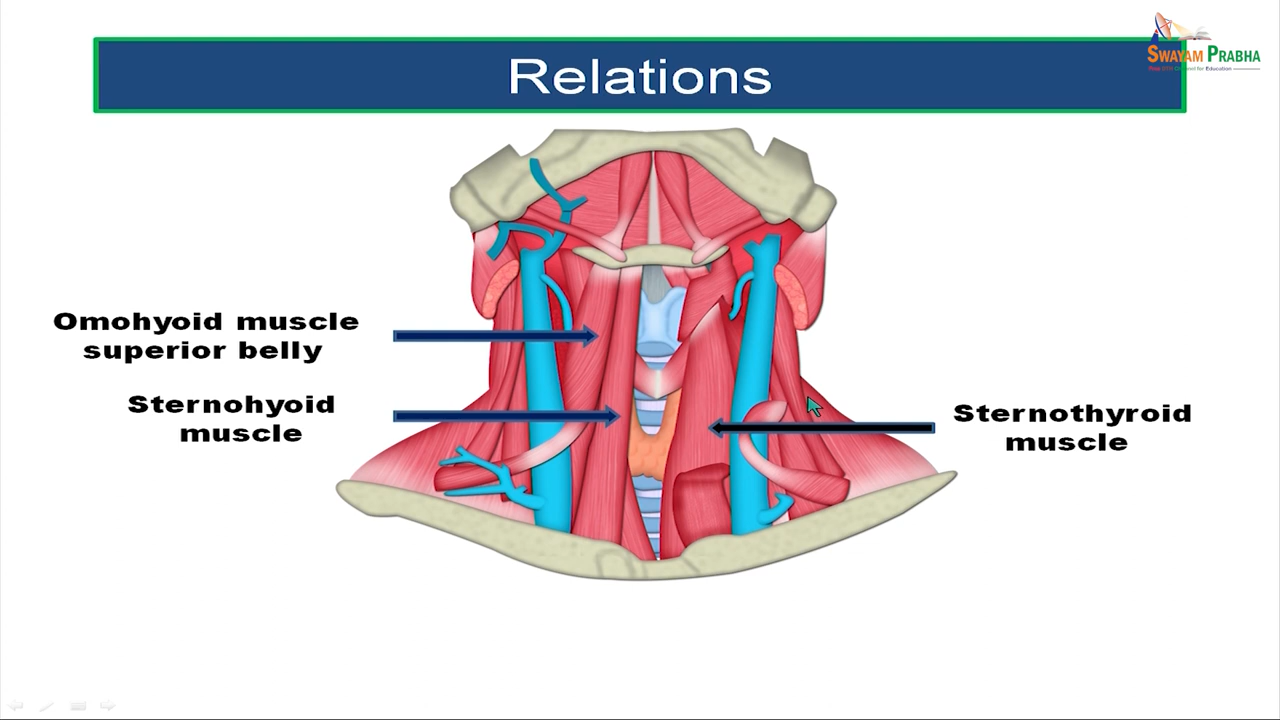 Relations
SWAYAM PRABHA
Omohyoid muscle
superior belly
Sternohyoid
muscle
Sternothyroid
muscle